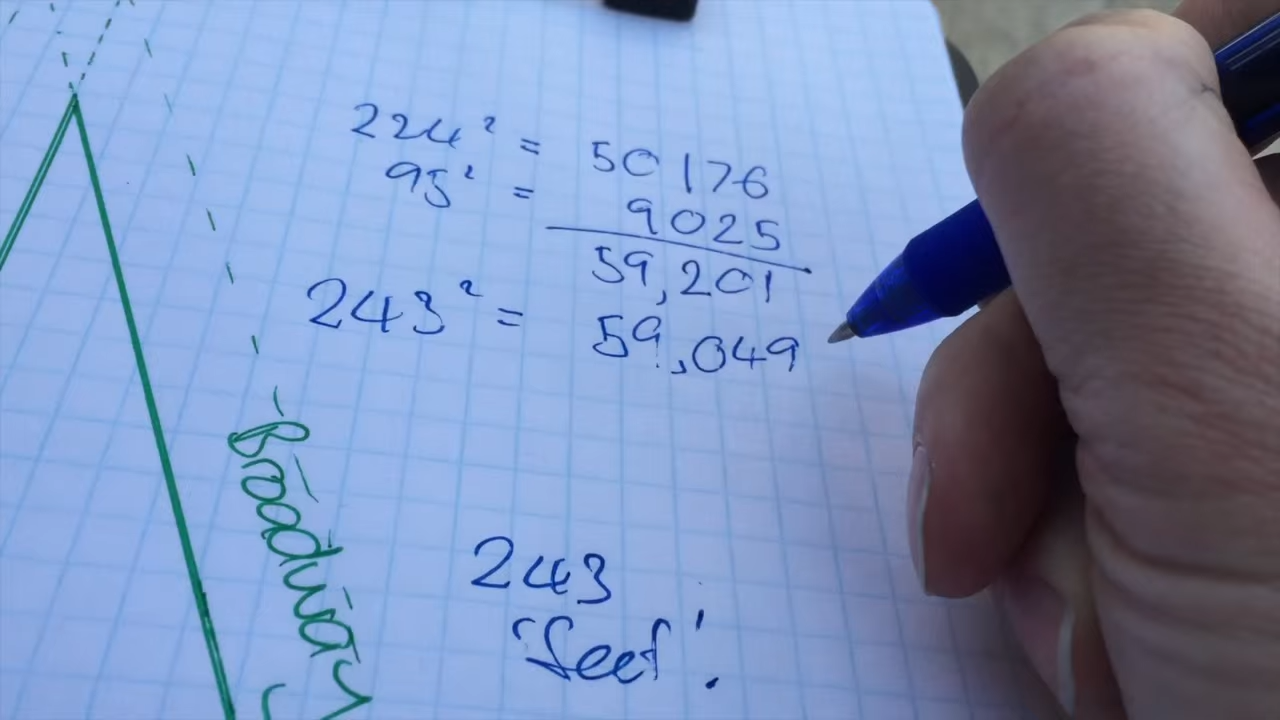 224² = 50176
95² = 9025
59,201
243² = 59,049
Broadway
243
'feet'.